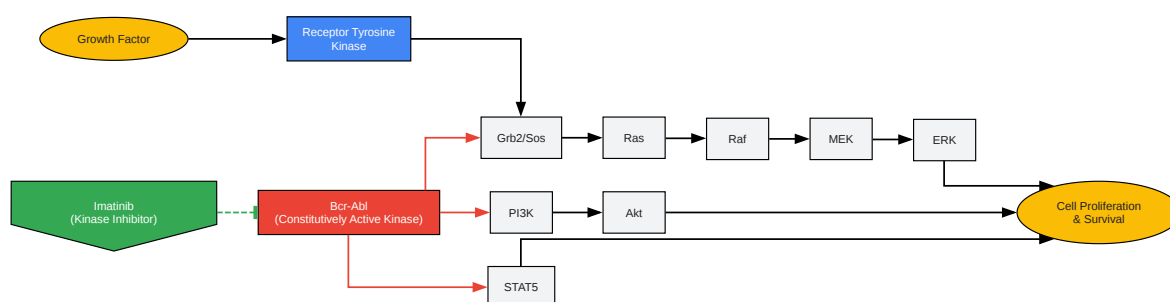 Growth Factor
Receptor Tyrosine
Kinase
Grb2/Sos
Ras
Raf
MEK
ERK
Imatinib
(Kinase Inhibitor)
Bcr-Abl
(Constitutively Active Kinase)
PI3K
Akt
Cell Proliferation
& Survival
STAT5